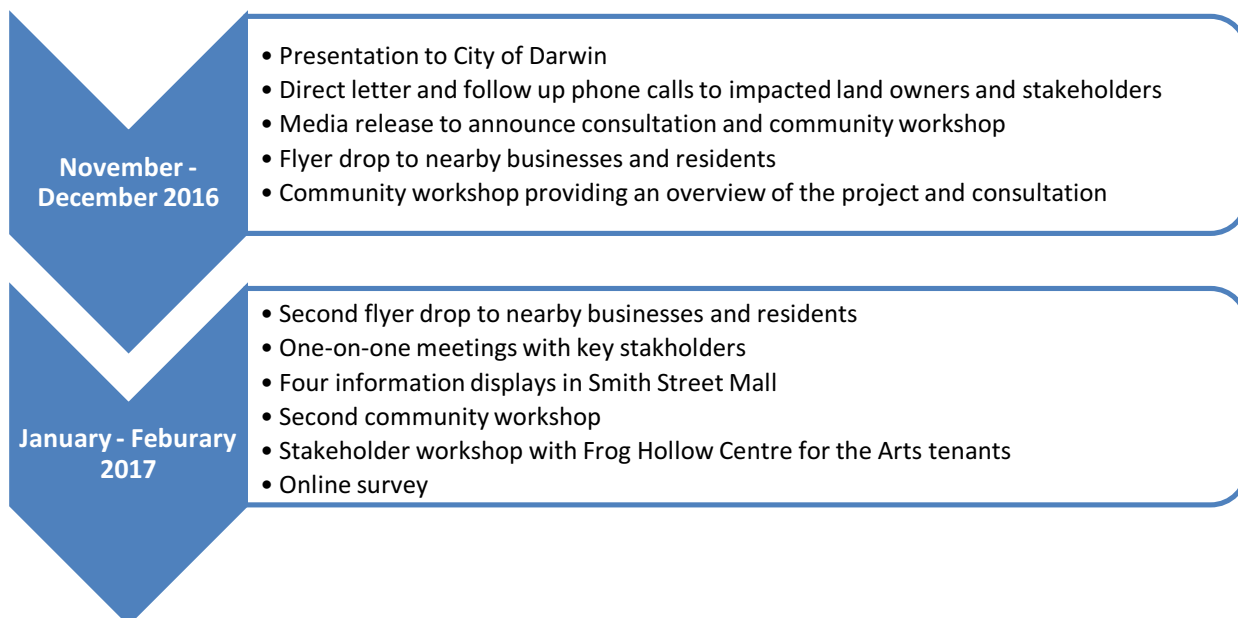 November -
December 2016
• Presentation to City of Darwin
• Direct letter and follow up phone calls to impacted land owners and stakeholders
• Media release to announce consultation and community workshop
• Flyer drop to nearby businesses and residents
• Community workshop providing an overview of the project and consultation
January - Feburary
2017
• Second flyer drop to nearby businesses and residents
• One-on-one meetings with key stakholders
• Four information displays in Smith Street Mall
• Second community workshop
• Stakeholder workshop with Frog Hollow Centre for the Arts tenants
• Online survey